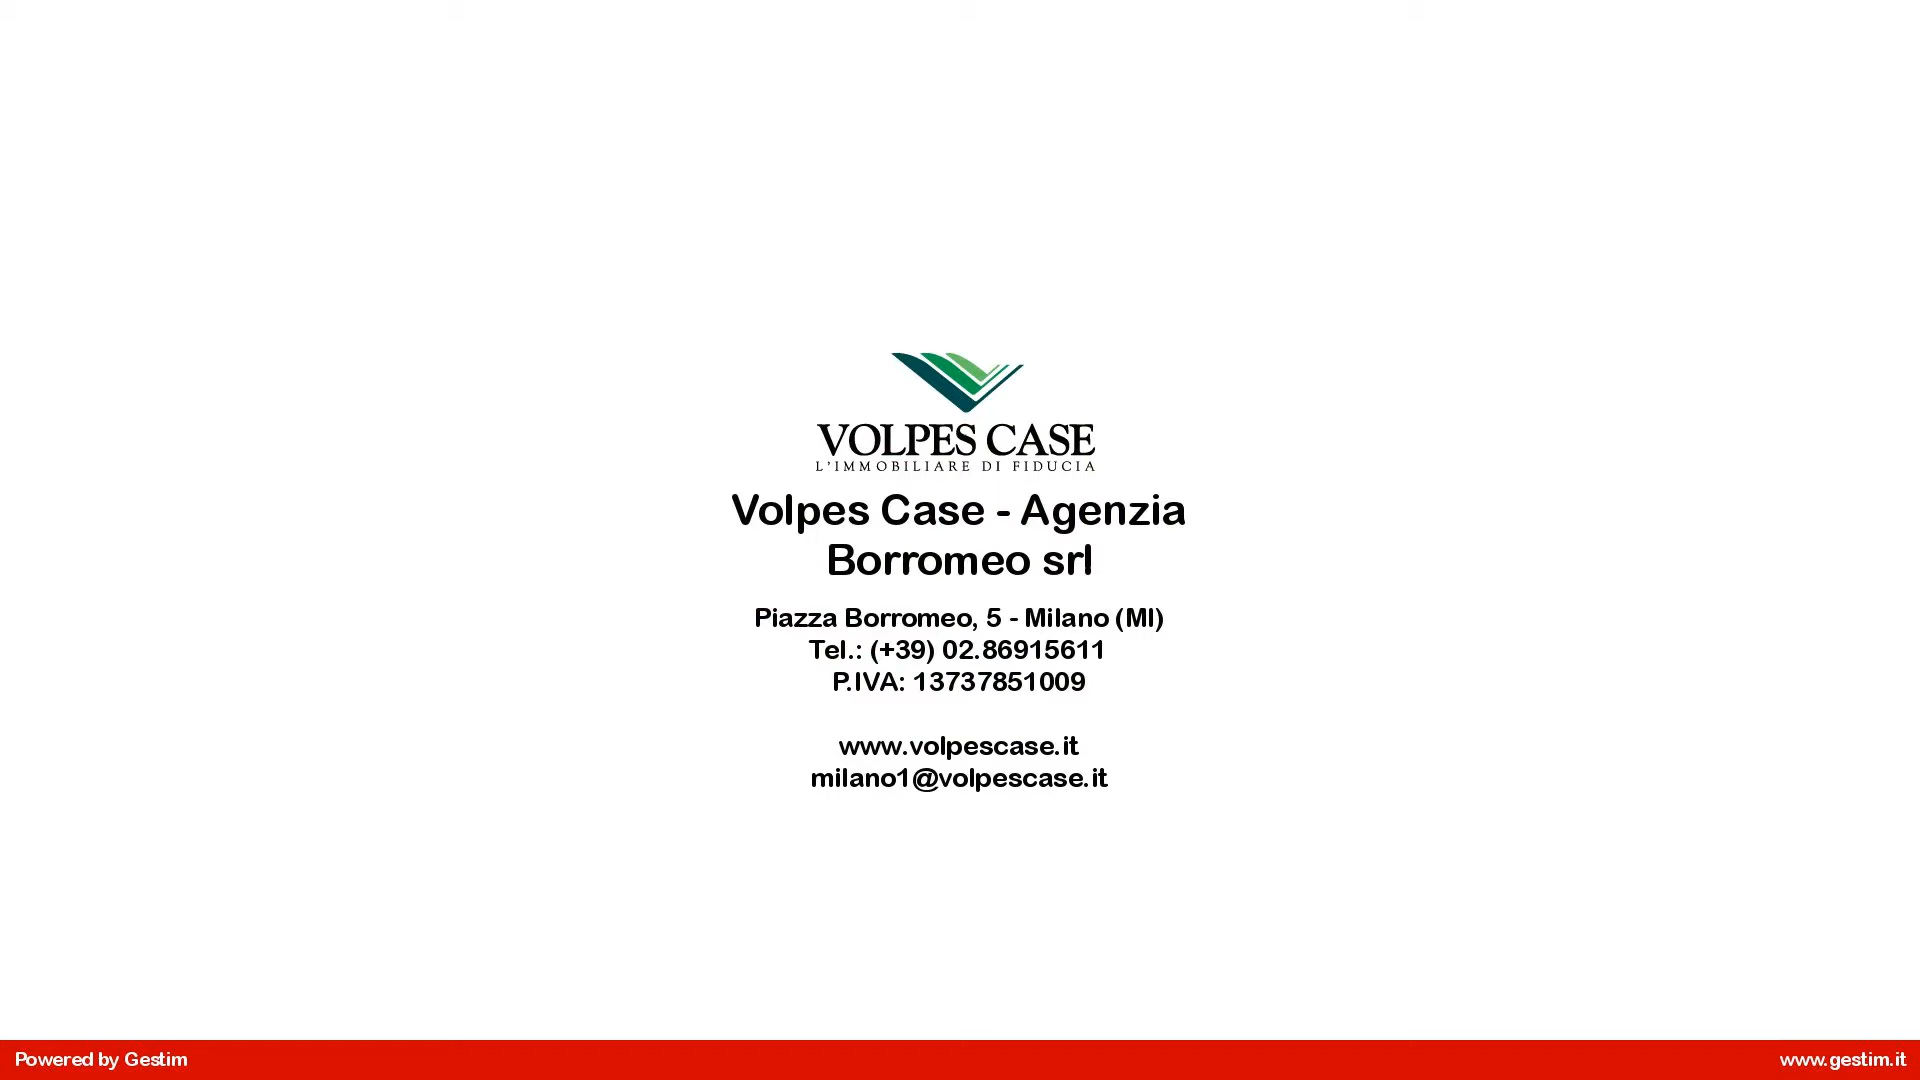 VOLPES CASE
L'IMMOBILIARE DI FIDUCIA
Volpes Case - Agenzia
Borromeo srl
Piazza Borromeo, 5 - Milano (MI)
Tel.: (+39) 02.86915611
P.IVA: 13737851009
www.volpescase.it
milano1@volpescase.it
Powered by Gestim
www.gestim.it